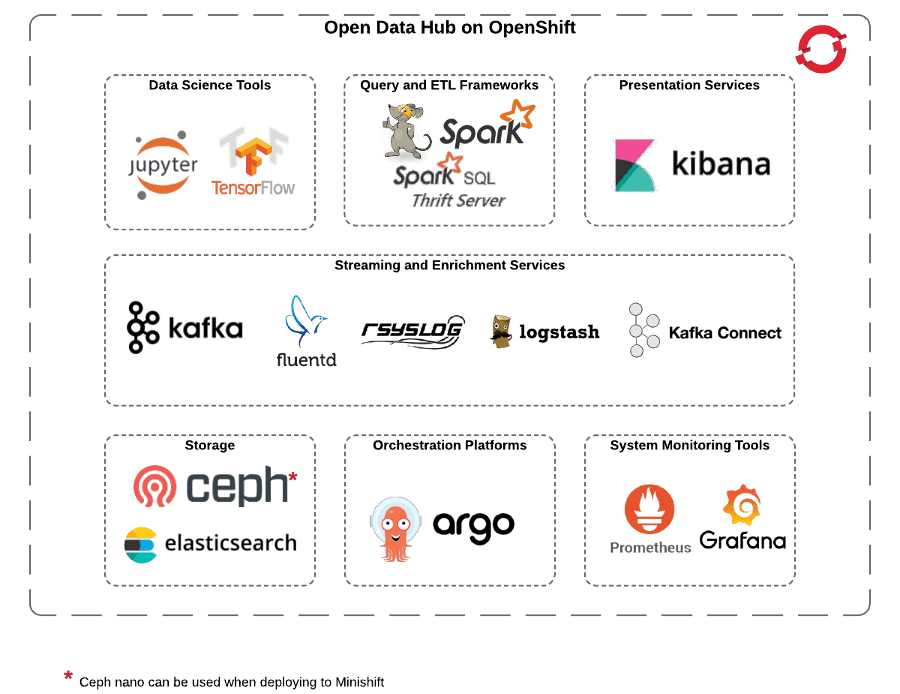 Open Data Hub on OpenShift
Data Science Tools
jupyter
TensorFlow
Query and ETL Frameworks
Spark
Spark SQL
Thrift Server
Presentation Services
kibana
Streaming and Enrichment Services
kafka
fluentd
rsyslog
logstash
Kafka Connect
Storage
ceph*
elasticsearch
Orchestration Platforms
argo
System Monitoring Tools
Prometheus
Grafana
* Ceph nano can be used when deploying to Minishift